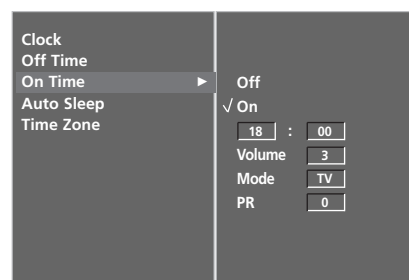 Clock
Off Time
On Time ►
Auto Sleep
Time Zone
Off
√ On
18 : 00
Volume 3
Mode TV
PR 0